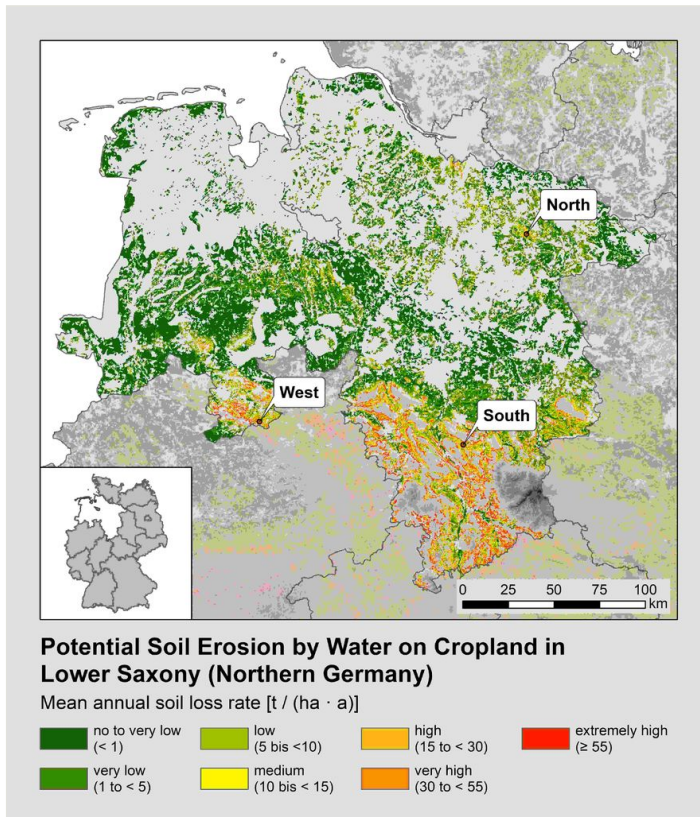 North
West
South
0 25 50 75 100
km
Potential Soil Erosion by Water on Cropland in
Lower Saxony (Northern Germany)
Mean annual soil loss rate [t / (ha · a)]
no to very low
(< 1)
very low
(1 to < 5)
low
(5 bis <10)
medium
(10 bis < 15)
high
(15 to < 30)
very high
(30 to < 55)
extremely high
(≥ 55)